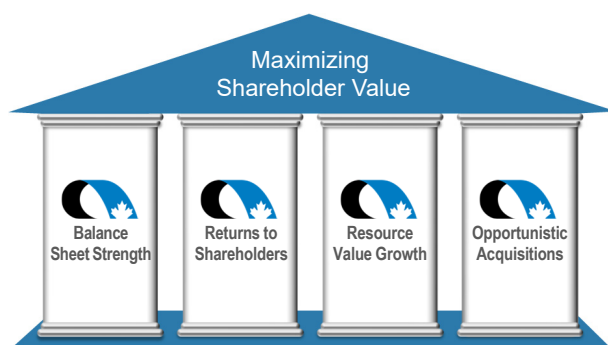 Maximizing
Shareholder Value
Balance
Sheet Strength
Returns to
Shareholders
Resource
Value Growth
Opportunistic
Acquisitions